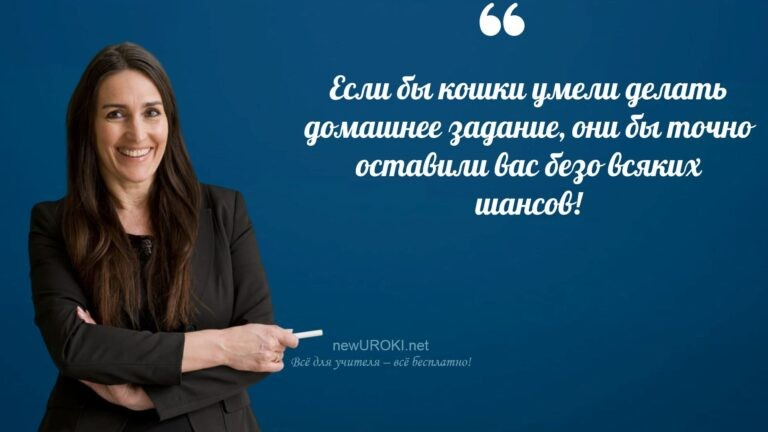 Если бы кошки умели делать
домашнее задание, они бы точно
оставили вас безо всяких
шансов!
newUROKI.net
Всё для учителя – всё бесплатно!